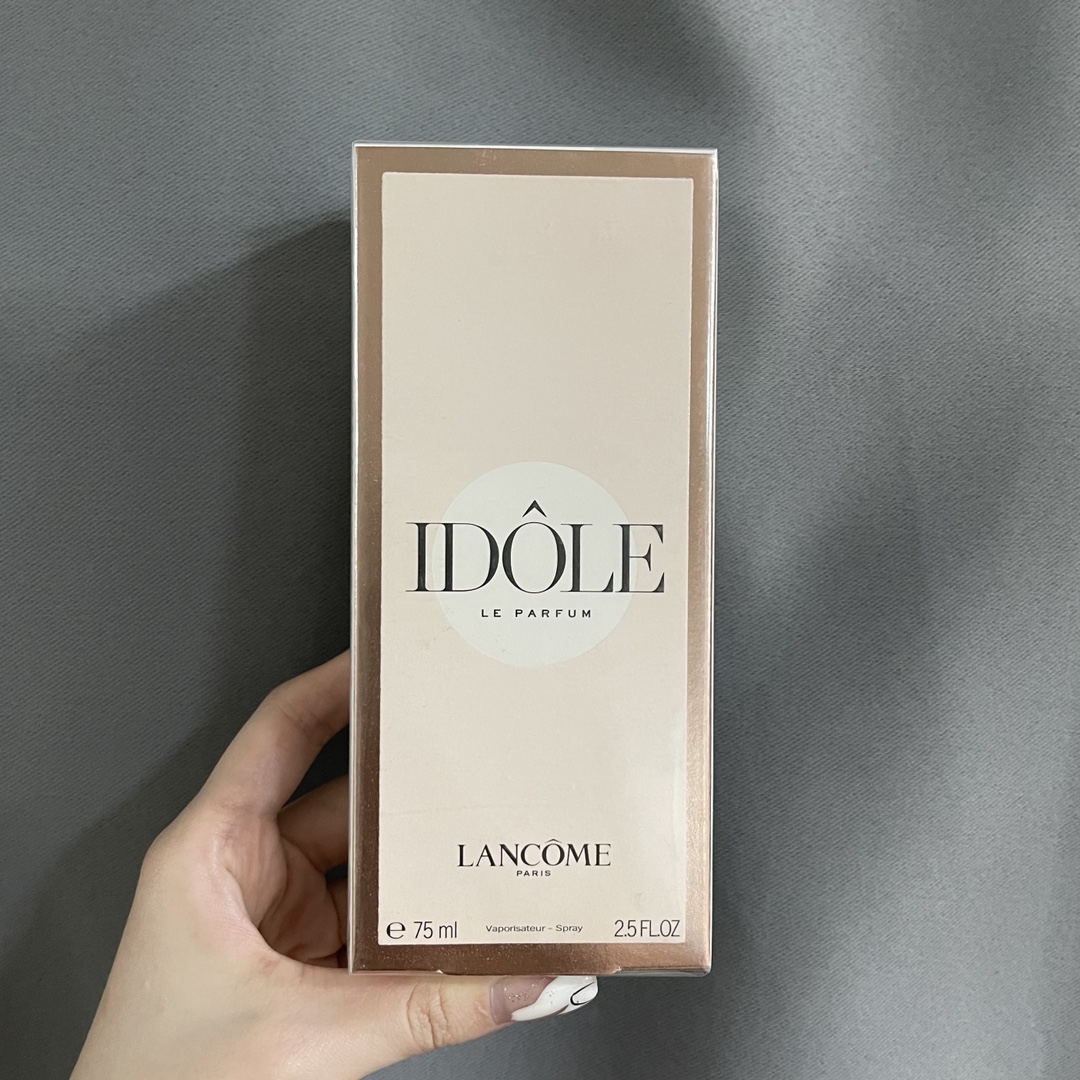 IDÔLE
LE PARFUM
LANCÔME
PARIS
℮ 75 ml Vaporisateur - Spray 2.5 FL.OZ